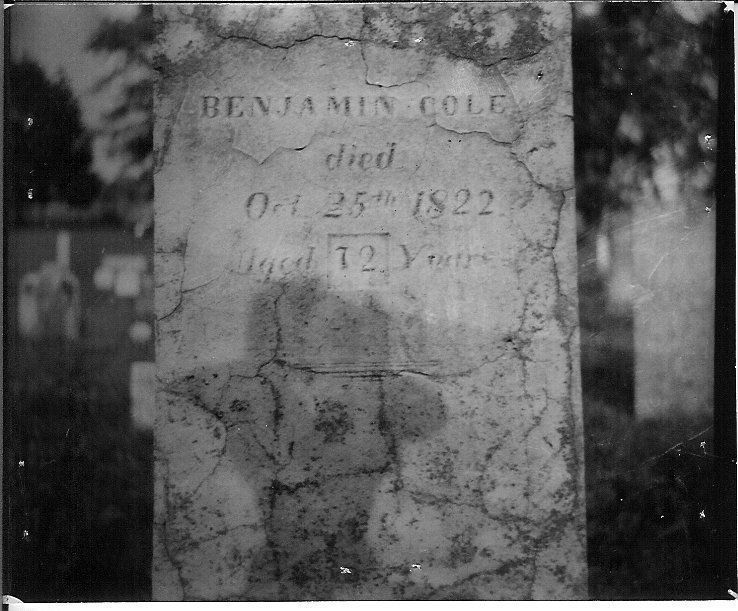 BENJAMIN COLE
died
Oct 25th 1822
Aged 72 Years